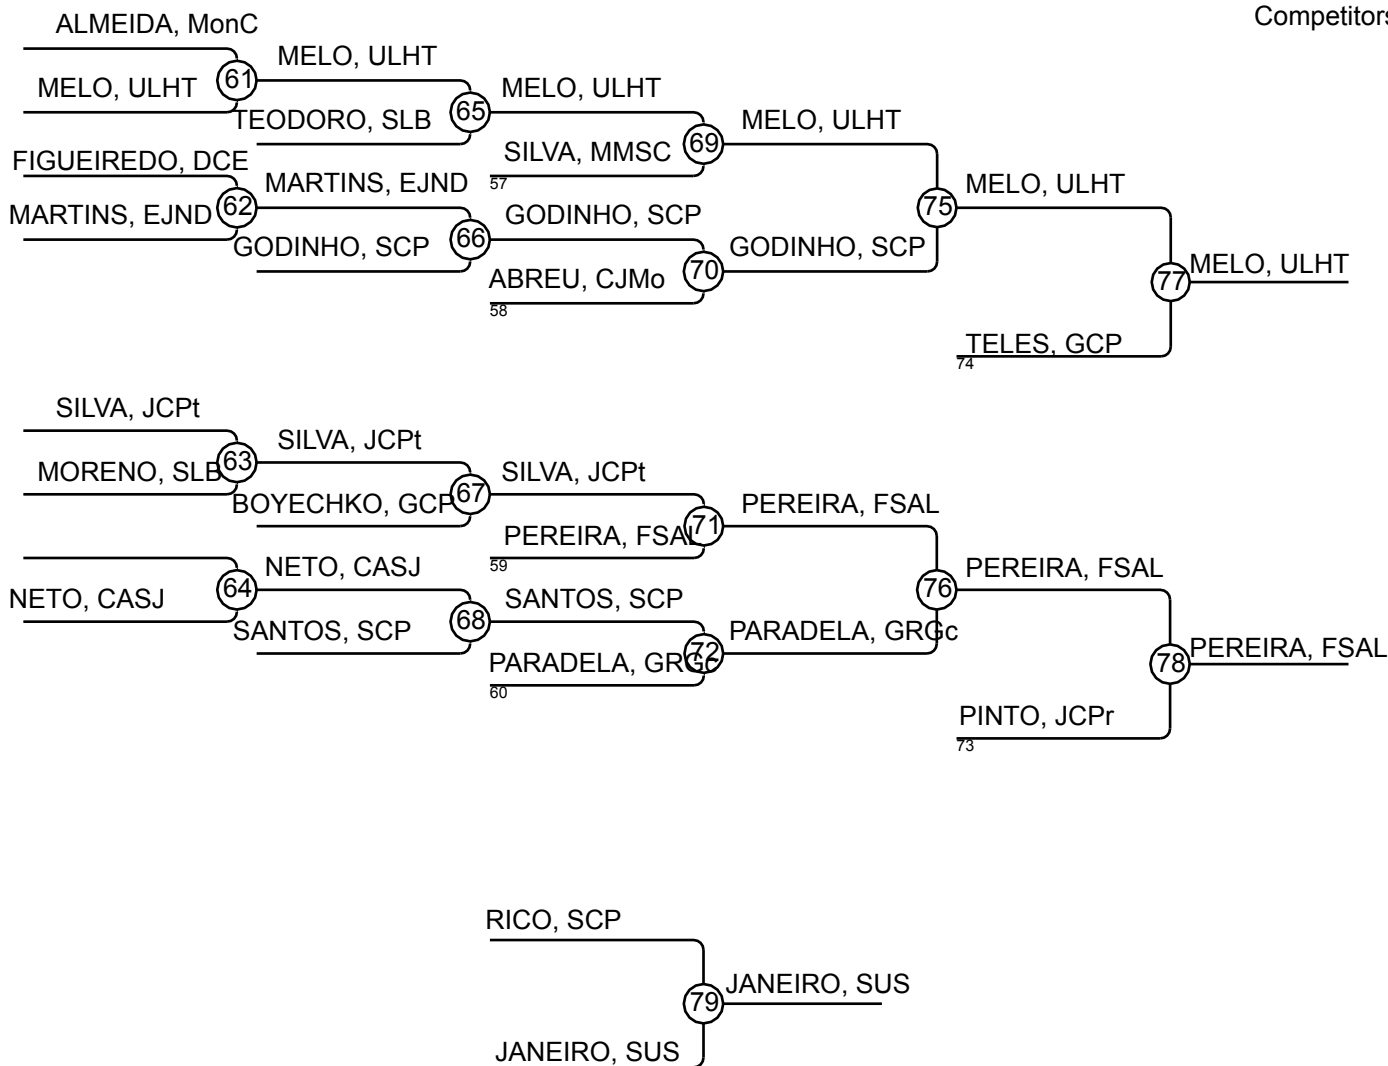 Competitors
ALMEIDA, MonC
MELO, ULHT
61
MELO, ULHT
TEODORO, SLB
65
MELO, ULHT
SILVA, MMSC
57
69
MELO, ULHT
FIGUEIREDO, DCE
MARTINS, EJND
62
MARTINS, EJND
GODINHO, SCP
66
GODINHO, SCP
ABREU, CJMo
58
70
GODINHO, SCP
75
MELO, ULHT
TELES, GCP
74
77
MELO, ULHT
SILVA, JCPt
MORENO, SLB
63
SILVA, JCPt
BOYECHKO, GCP
67
SILVA, JCPt
PEREIRA, FSAL
59
71
PEREIRA, FSAL
NETO, CASJ
64
NETO, CASJ
SANTOS, SCP
68
SANTOS, SCP
PARADELA, GRGc
60
72
PARADELA, GRGc
76
PEREIRA, FSAL
PINTO, JCPr
73
78
PEREIRA, FSAL
RICO, SCP
JANEIRO, SUS
79
JANEIRO, SUS